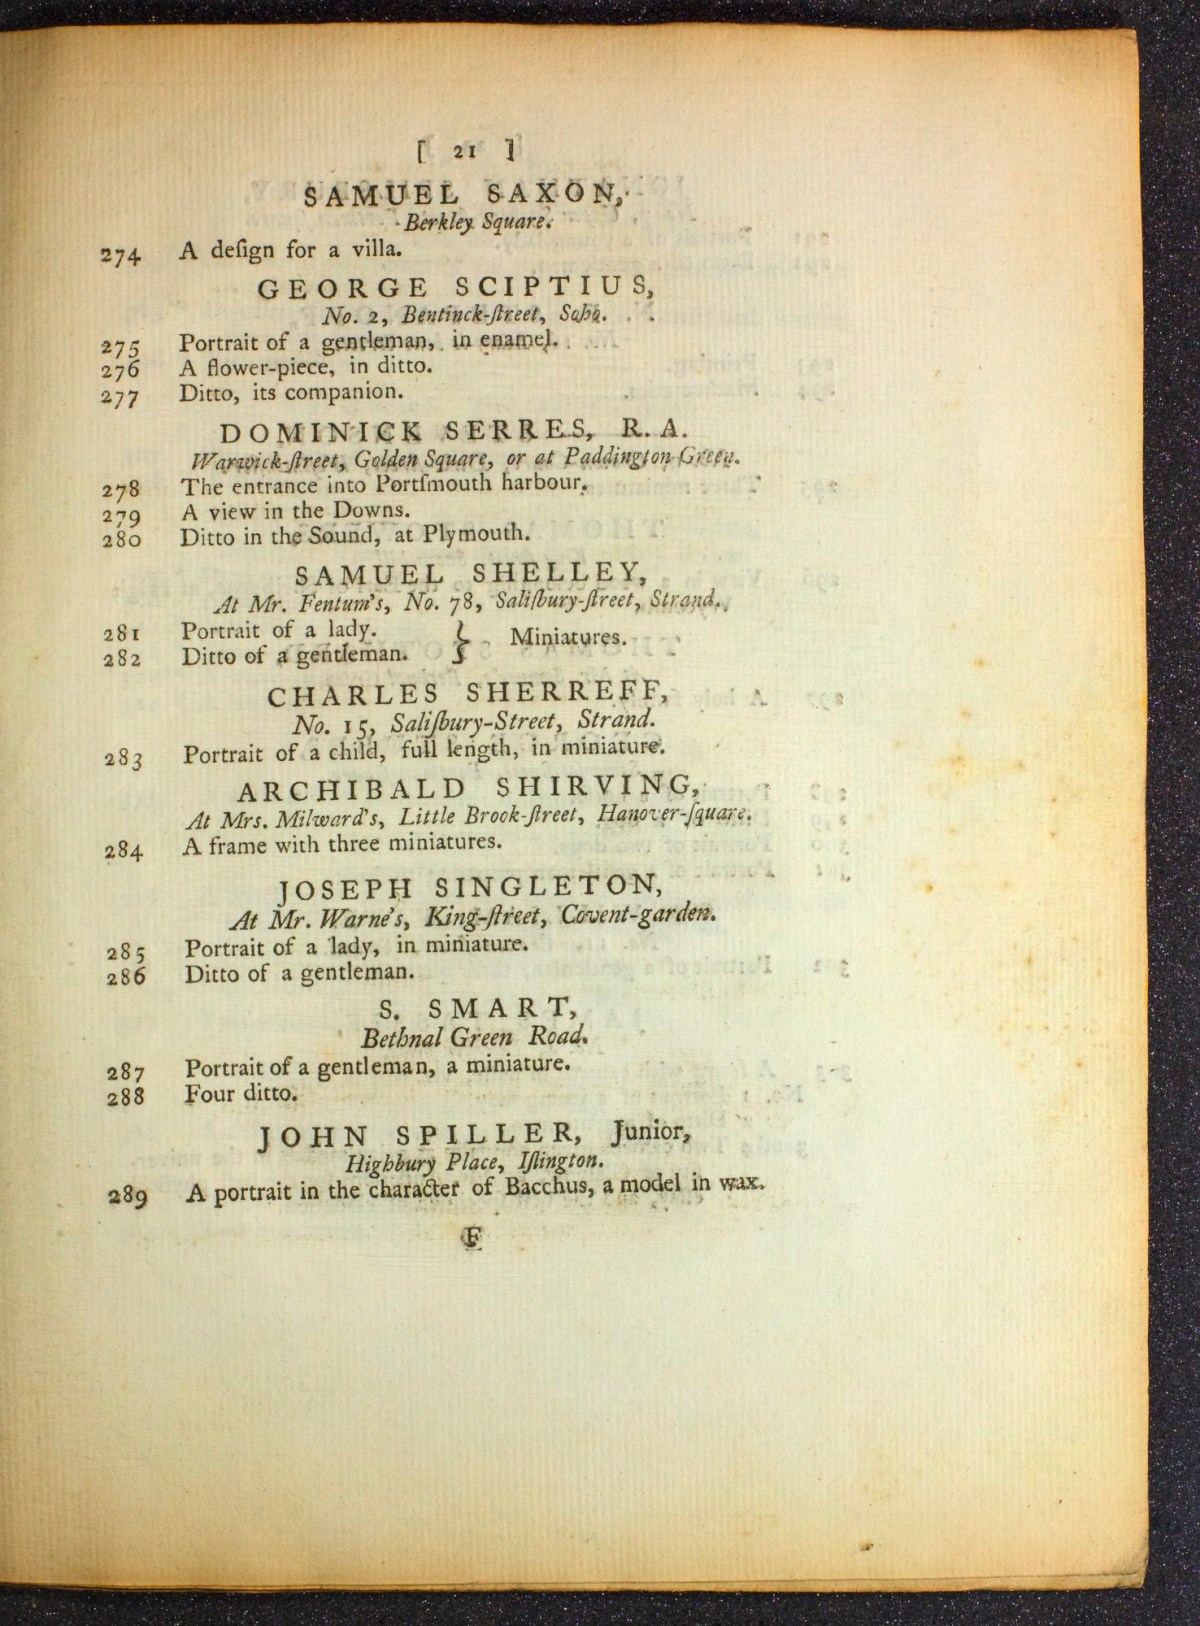 [ 21 ]
SAMUEL SAXON,
Berkley Square.
274 A deſign for a villa.
GEORGE SCIPTIUS,
No. 2, Bentinck-ſtreet, Soho.
275 Portrait of a gentleman, in enamel.
276 A flower-piece, in ditto.
277 Ditto, its companion.
DOMINICK SERRES, R. A.
Warwick-ſtreet, Golden Square, or at Paddington Green.
278 The entrance into Portſmouth harbour.
279 A view in the Downs.
280 Ditto in the Sound, at Plymouth.
SAMUEL SHELLEY,
At Mr. Fentum's, No. 78, Saliſbury-ſtreet, Strand.
281 Portrait of a lady.
282 Ditto of a gentleman. } Miniatures.
CHARLES SHERREFF,
No. 15, Saliſbury-Street, Strand.
283 Portrait of a child, full length, in miniature.
ARCHIBALD SHIRVING,
At Mrs. Milward's, Little Brook-ſtreet, Hanover-ſquare.
284 A frame with three miniatures.
JOSEPH SINGLETON,
At Mr. Warne's, King-ſtreet, Covent-garden.
285 Portrait of a lady, in miniature.
286 Ditto of a gentleman.
S. SMART,
Bethnal Green Road.
287 Portrait of a gentleman, a miniature.
288 Four ditto.
JOHN SPILLER, Junior,
Highbury Place, Iſlington.
289 A portrait in the character of Bacchus, a model in wax.
F